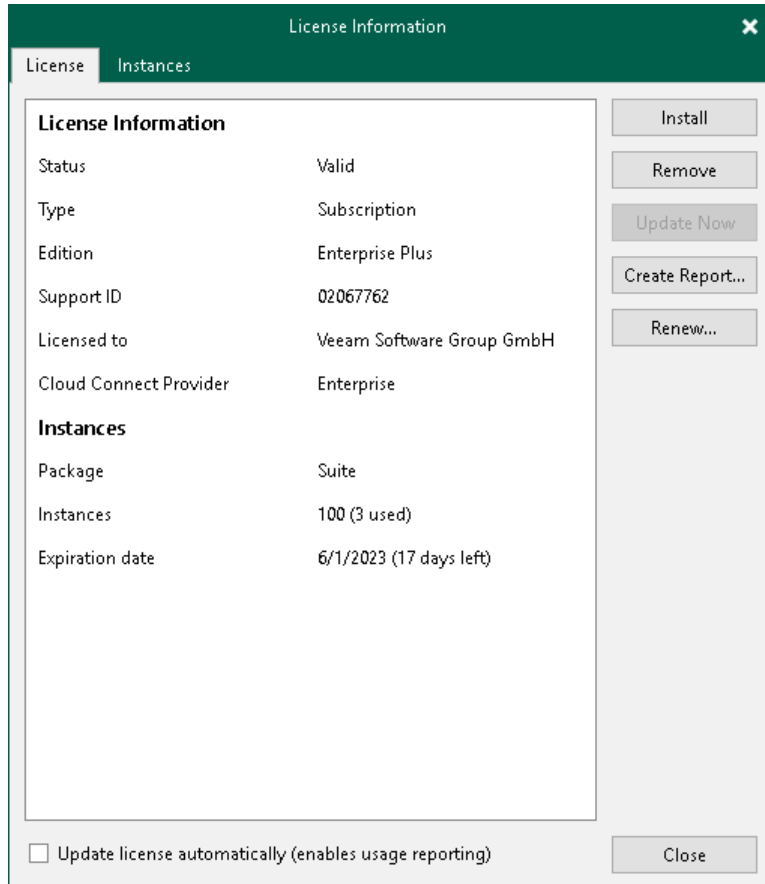 License Information
License Instances
License Information
Status Valid
Type Subscription
Edition Enterprise Plus
Support ID 02067762
Licensed to Veeam Software Group GmbH
Cloud Connect Provider Enterprise
Instances
Package Suite
Instances 100 (3 used)
Expiration date 6/1/2023 (17 days left)
Install
Remove
Update Now
Create Report...
Renew...
Update license automatically (enables usage reporting)
Close